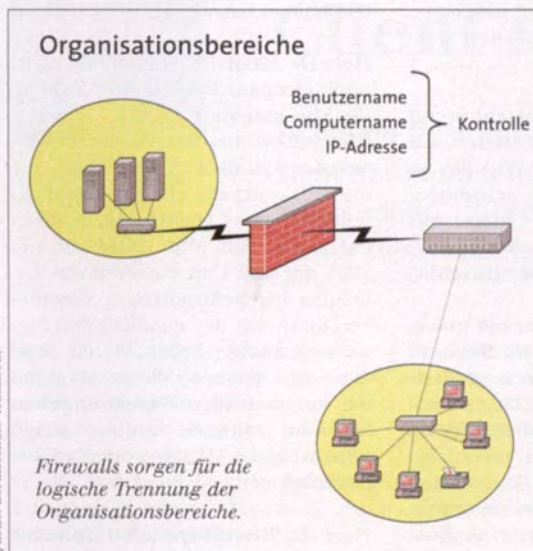 Organisationsbereiche
Benutzername
Computername
IP-Adresse
Kontrolle
Firewalls sorgen für die
logische Trennung der
Organisationsbereiche.